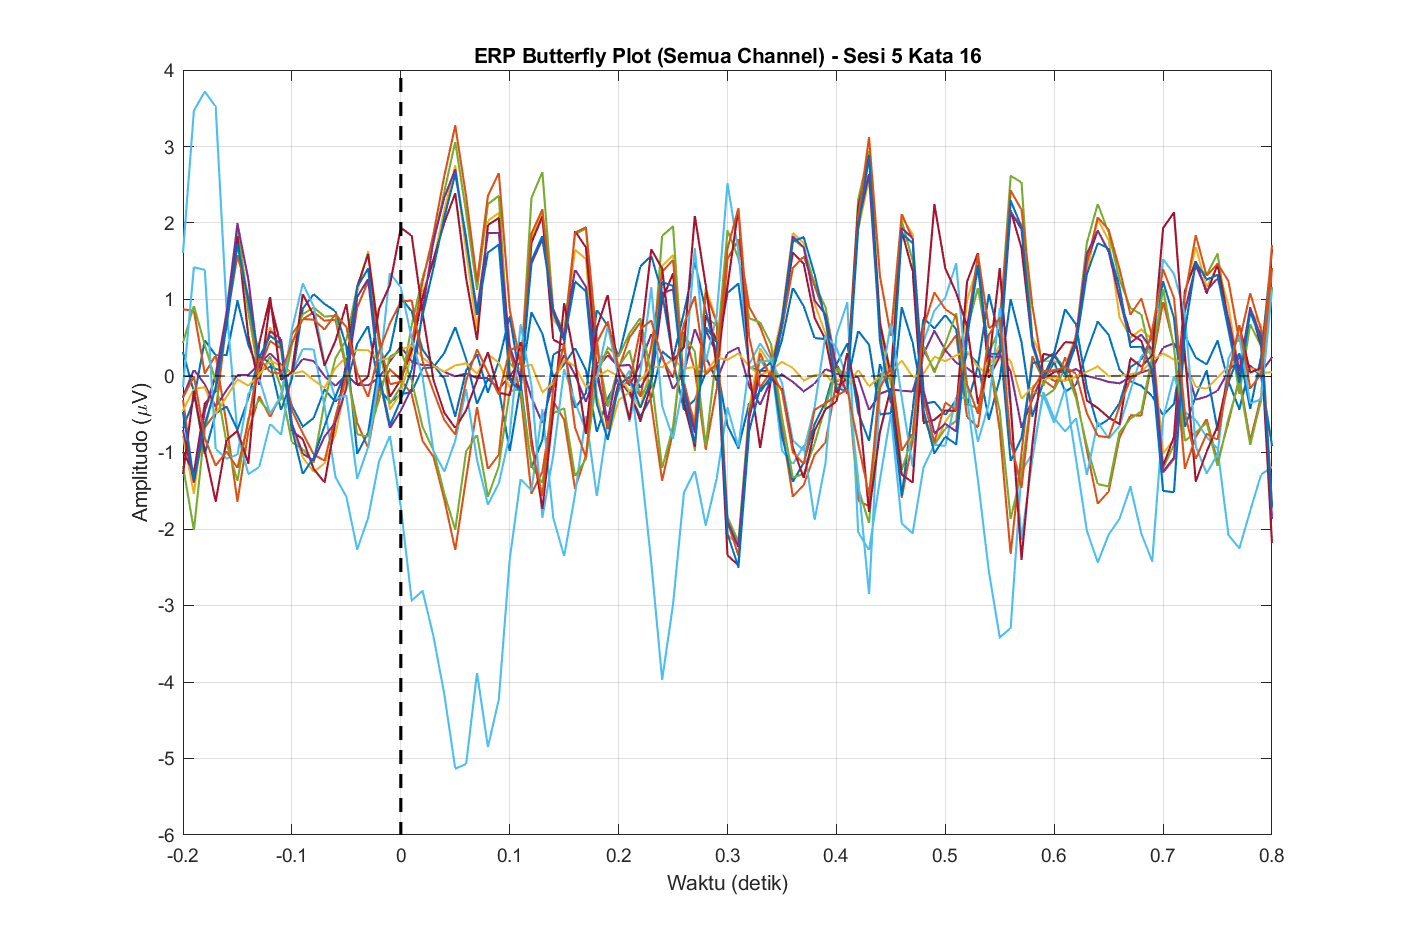 ERP Butterfly Plot (Semua Channel) - Sesi 5 Kata 16
4
3
2
1
0
-1
-2
-3
-4
-5
-6
Amplitudo (μV)
-0.2 -0.1 0 0.1 0.2 0.3 0.4 0.5 0.6 0.7 0.8
Waktu (detik)